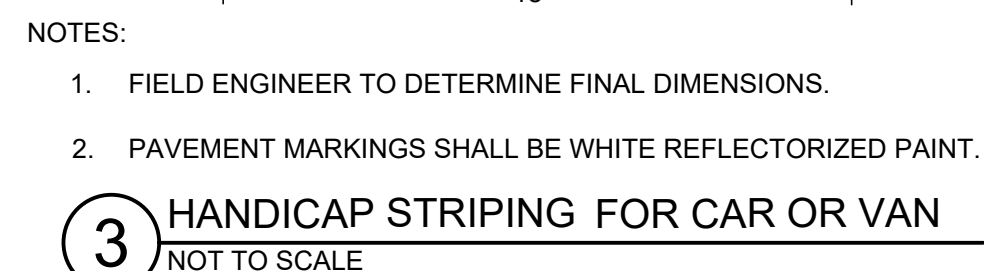 NOTES:
1. FIELD ENGINEER TO DETERMINE FINAL DIMENSIONS.
2. PAVEMENT MARKINGS SHALL BE WHITE REFLECTORIZED PAINT.
3 HANDICAP STRIPING FOR CAR OR VAN
NOT TO SCALE